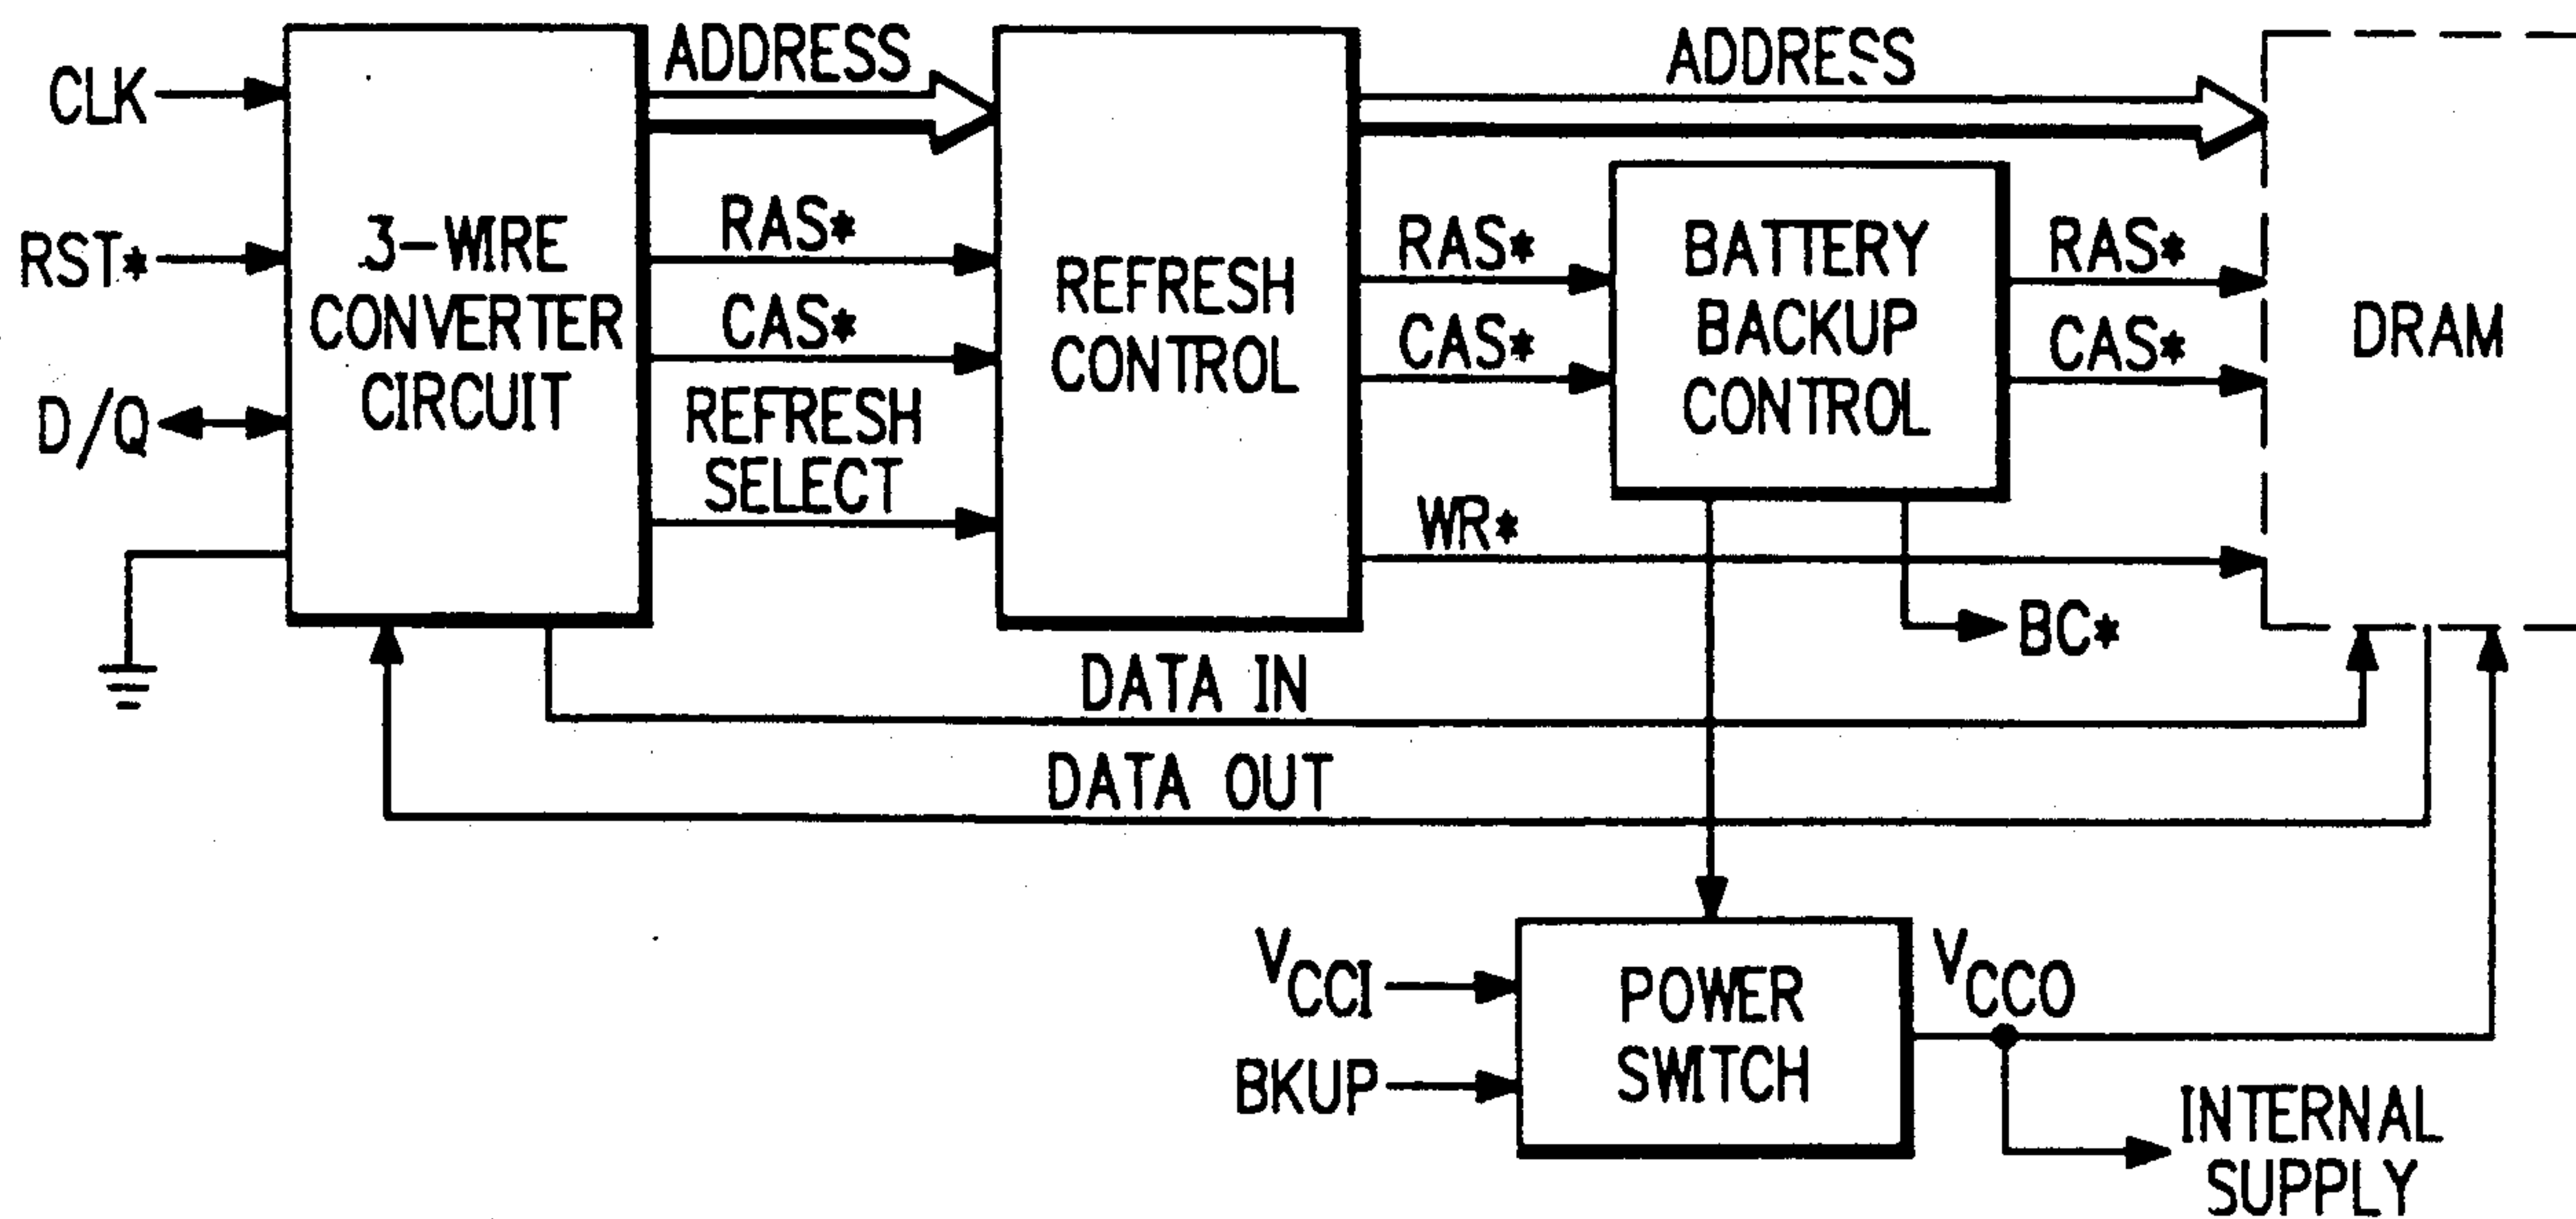 CLK
RST*
D/Q
3-WIRE
CONVERTER
CIRCUIT
ADDRESS
RAS*
CAS*
REFRESH
SELECT
REFRESH
CONTROL
ADDRESS
RAS*
CAS*
WR*
BATTERY
BACKUP
CONTROL
RAS*
CAS*
DRAM
BC*
DATA IN
DATA OUT
VCCI
BKUP
POWER
SWITCH
VCCO
INTERNAL
SUPPLY